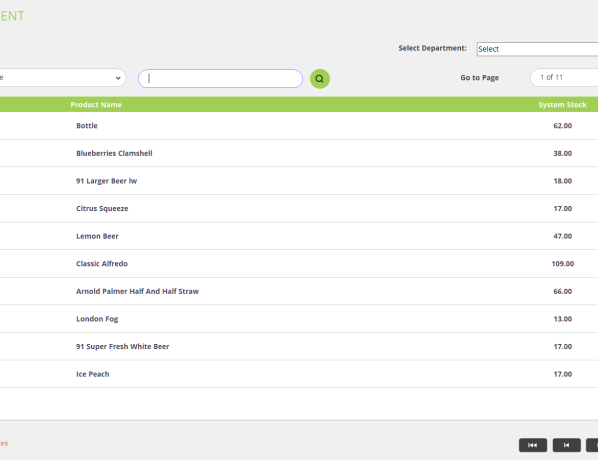 ENT
Select Department: Select
e Go to Page 1 of 11
Product Name System Stock
Bottle 62.00
Blueberries Clamshell 38.00
91 Larger Beer lw 18.00
Citrus Squeeze 17.00
Lemon Beer 47.00
Classic Alfredo 109.00
Arnold Palmer Half And Half Straw 66.00
London Fog 13.00
91 Super Fresh White Beer 17.00
Ice Peach 17.00
es